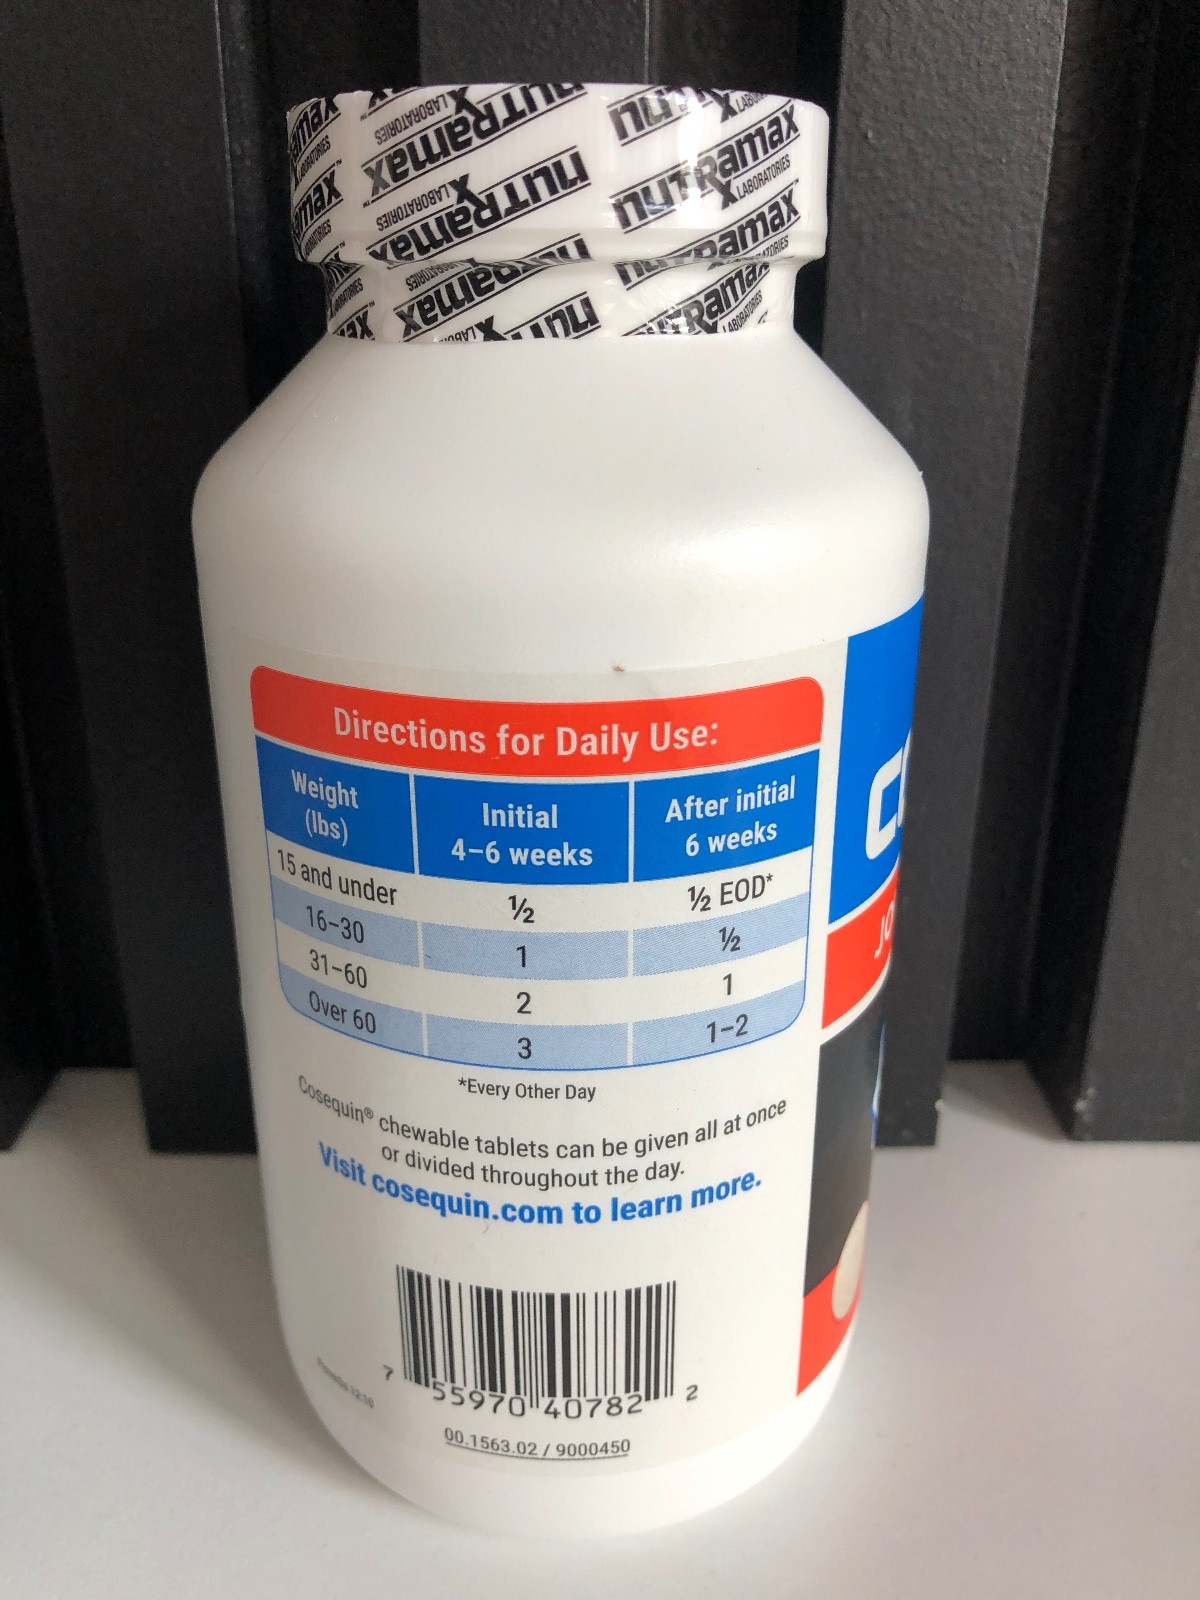 nutramax
LABORATORIES
Directions for Daily Use:
Weight (lbs) Initial 4–6 weeks After initial 6 weeks
15 and under ½ ½ EOD*
16–30 1 ½
31–60 2 1
Over 60 3 1–2
*Every Other Day
Cosequin® chewable tablets can be given all at once
or divided throughout the day.
Visit cosequin.com to learn more.
7 55970 40782 2
00.1563.02 / 9000450